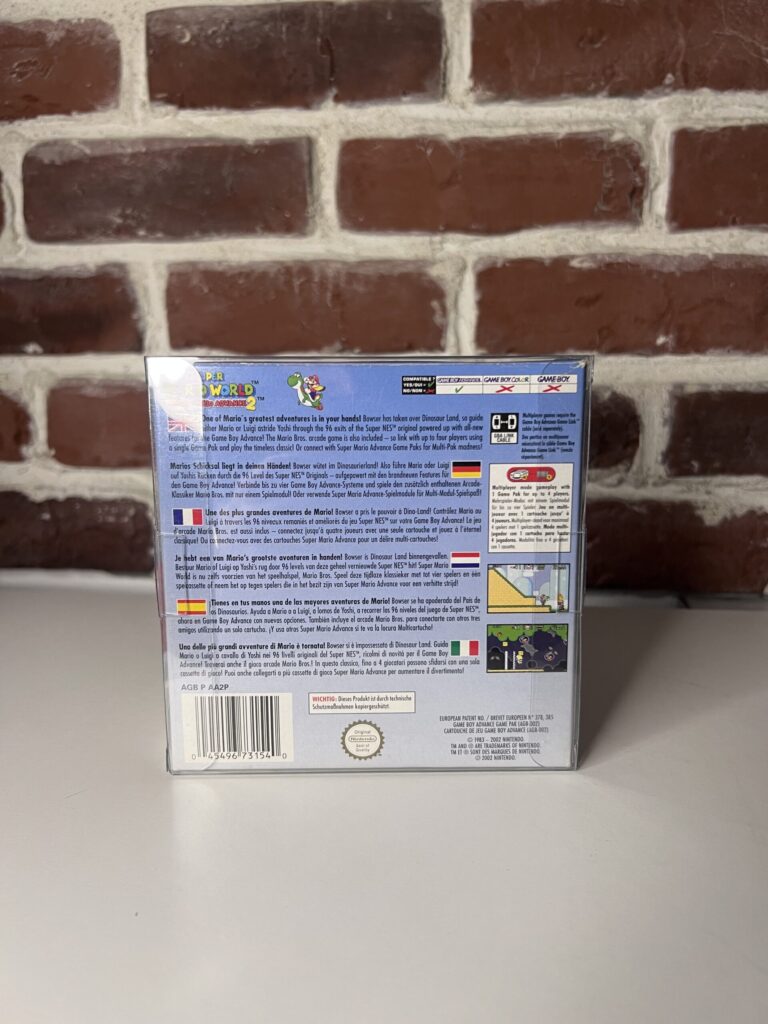 SUPER
WORLD™
ADVANCE 2
COMPATIBLE
YES/OUI = ✓
NO/NON = ✗
GAME BOY ADVANCE
GAME BOY COLOR
GAME BOY
One of Mario's greatest adventures is in your hands! Bowser has taken over Dinosaur Land, so guide
either Mario or Luigi astride Yoshi through the 96 exits of the Super NES™ original powered up with all-new
features for the Game Boy Advance! The Mario Bros. arcade game is also included – so link with up to four players using
a single Game Pak and play the timeless classic! Or connect with Super Mario Advance Game Paks for Multi-Pak madness!
Marios Schicksal liegt in deinen Händen! Bowser wütet im Dinosaurierland! Also führe Mario oder Luigi
auf Yoshis Rücken durch die 96 Level des Super NES™ Originals – aufgepowert mit den brandneuen Features für
den Game Boy Advance! Verbinde bis zu vier Game Boy Advance-Systeme und spiele den zusätzlich enthaltenen Arcade-
Klassiker Mario Bros. mit nur einem Spielmodul! Oder verwende Super Mario Advance-Spielmodule für Multi-Modul-Spielspaß!
Une des plus grandes aventures de Mario! Bowser a pris le pouvoir à Dino-Land! Contrôlez Mario ou
Luigi à travers les 96 niveaux remaniés et améliorés du jeu Super NES™ sur votre Game Boy Advance! Le jeu
d'arcade Mario Bros. est aussi inclus – connectez jusqu'à quatre joueurs avec une seule cartouche et jouez à l'éternel
classique! Ou connectez-vous avec des cartouches Super Mario Advance pour un délire multi-cartouches!
Je hebt een van Mario's grootste avonturen in handen! Bowser is Dinosaur Land binnengevallen.
Bestuur Mario of Luigi op Yoshi's rug door 96 levels van deze geheel vernieuwde Super NES™ hit! Super Mario
World is nu zelfs voorzien van het speelhalspel, Mario Bros. Speel deze tijdloze klassieker met tot vier spelers en één
spelcassette of neem het op tegen spelers die in het bezit zijn van Super Mario Advance voor een verhitte strijd!
Tienes en tus manos una de las mayores aventuras de Mario! Bowser se ha apoderado del País de
los Dinosaurios. Ayuda a Mario o a Luigi, a lomos de Yoshi, a recorrer los 96 niveles del juego de Super NES™,
ahora en Game Boy Advance con nuevas opciones. También incluye el arcade Mario Bros. para conectarte con otros tres
amigos utilizando un solo cartucho. ¡Y usa otros Super Mario Advance si te va la locura Multicartucho!
Una delle più grandi avventure di Mario è tornata! Bowser si è impossessato di Dinosaur Land. Guida
Mario o Luigi a cavallo di Yoshi nei 96 livelli originali del Super NES™, ricolmi di novità per il Game Boy
Advance! Troverai anche il gioco arcade Mario Bros.! In questo classico, fino a 4 giocatori possono sfidarsi con una sola
cassetta di gioco! Puoi anche collegarti a più cassette di gioco Super Mario Advance per aumentare il divertimento!
GBA LINK
CABLE
Multiplayer games require the
Game Boy Advance Game Link™
cable (sold separately).
Multiplayer mode gameplay with
1 Game Pak for up to 4 players.
AGB P AA2P
0 45496 73154 0
WICHTIG: Dieses Produkt ist durch technische
Schutzmaßnahmen kopiergeschützt.
Original
Nintendo
Seal of
Quality
EUROPEAN PATENT NO. / BREVET EUROPEEN N° 378, 385
GAME BOY ADVANCE GAME PAK (AGB-002)
CARTOUCHE DE JEU GAME BOY ADVANCE (AGB-002)
© 1983 - 2002 NINTENDO.
TM AND ® ARE TRADEMARKS OF NINTENDO.
TM ET ® SONT DES MARQUES DE NINTENDO.
© 2002 NINTENDO.